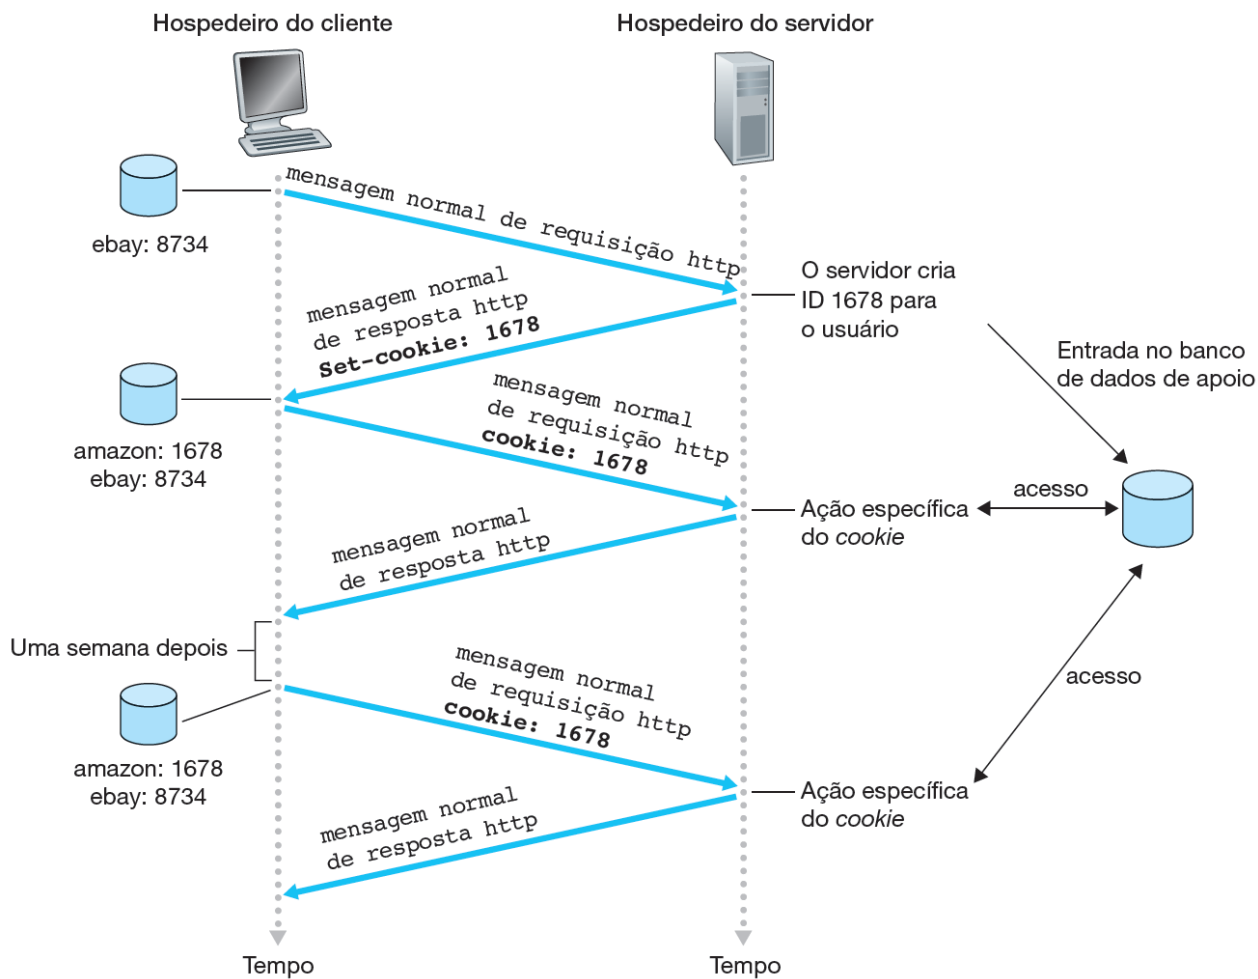 Hospedeiro do cliente
Hospedeiro do servidor
mensagem normal de requisição http
ebay: 8734
O servidor cria
ID 1678 para
o usuário
mensagem normal
de resposta http
Set-cookie: 1678
Entrada no banco
de dados de apoio
amazon: 1678
ebay: 8734
mensagem normal
de requisição http
cookie: 1678
acesso
Ação específica
do cookie
mensagem normal
de resposta http
Uma semana depois
mensagem normal
de requisição http
cookie: 1678
acesso
amazon: 1678
ebay: 8734
Ação específica
do cookie
mensagem normal
de resposta http
Tempo
Tempo